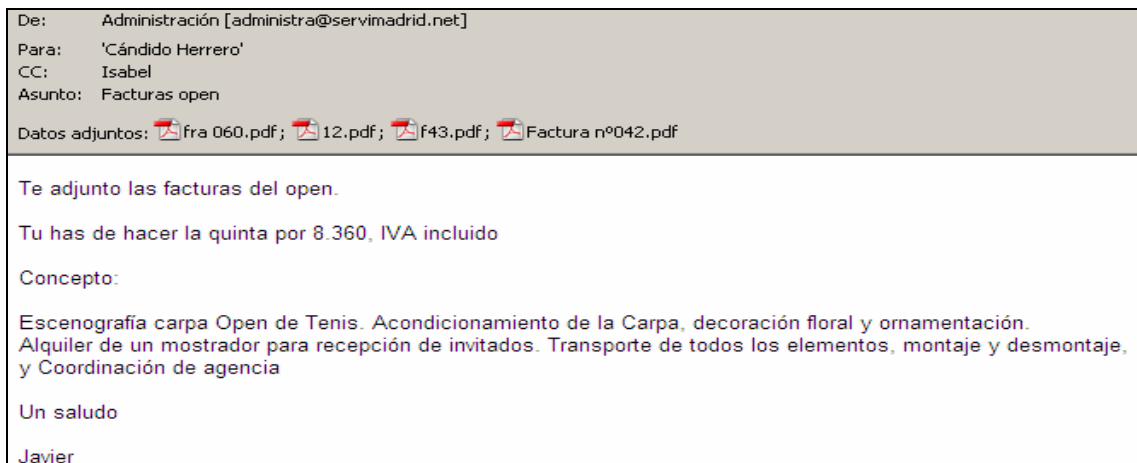 De: Administración [administra@servimadrid.net]
Para: 'Cándido Herrero'
CC: Isabel
Asunto: Facturas open
Datos adjuntos: fra 060.pdf; 12.pdf; f43.pdf; Factura nº042.pdf
Te adjunto las facturas del open.
Tu has de hacer la quinta por 8.360, IVA incluido
Concepto:
Escenografía carpa Open de Tenis. Acondicionamiento de la Carpa, decoración floral y ornamentación.
Alquiler de un mostrador para recepción de invitados. Transporte de todos los elementos, montaje y desmontaje,
y Coordinación de agencia
Un saludo
Javier